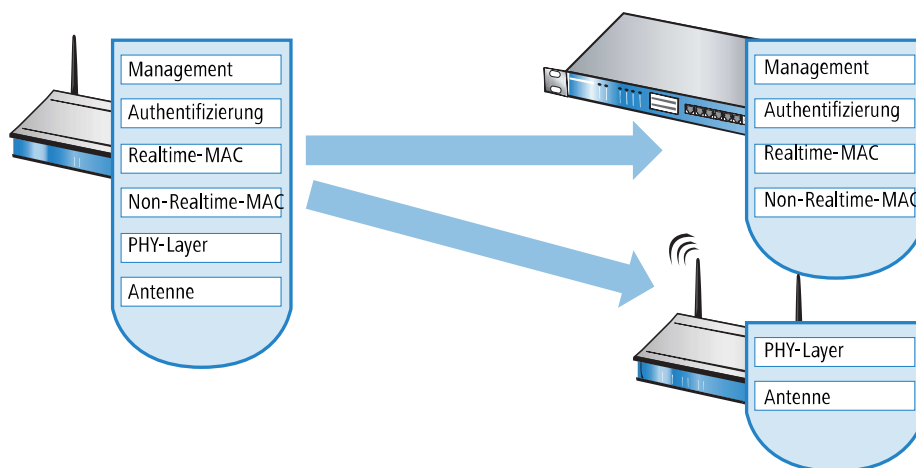 Management
Authentifizierung
Realtime-MAC
Non-Realtime-MAC
PHY-Layer
Antenne
Management
Authentifizierung
Realtime-MAC
Non-Realtime-MAC
PHY-Layer
Antenne